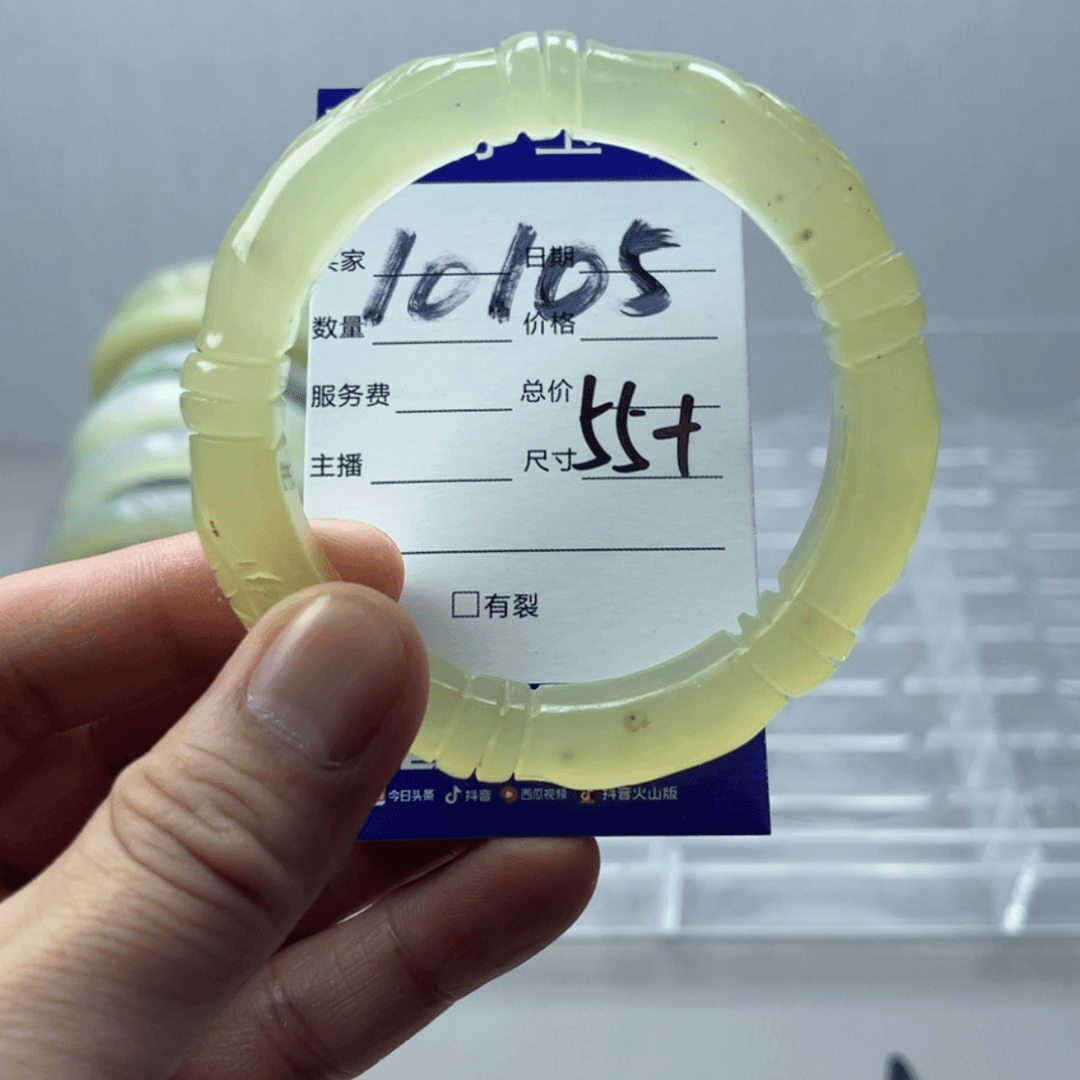 10105
家 日期
数量 价格
服务费 总价
55+
主播 尺寸
□有裂
今日头条 抖音 西瓜视频 抖音火山版